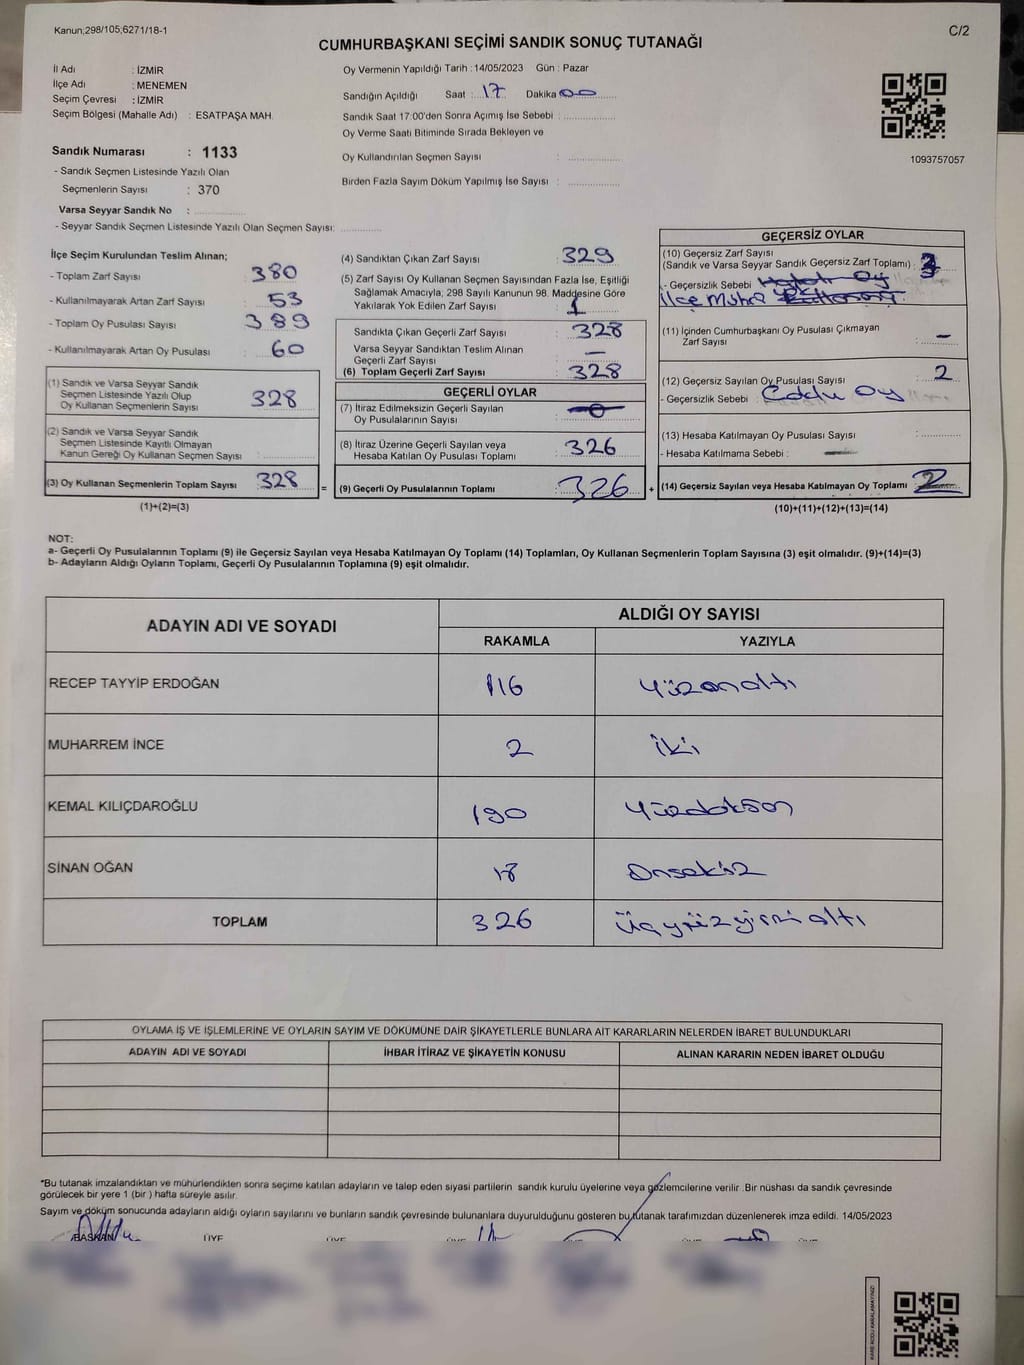 Kanun;298/105;6271/18-1
C/2
CUMHURBAŞKANI SEÇİMİ SANDIK SONUÇ TUTANAĞI
İl Adı : İZMİR
İlçe Adı : MENEMEN
Seçim Çevresi : İZMİR
Seçim Bölgesi (Mahalle Adı) : ESATPAŞA MAH.
Sandık Numarası : 1133
- Sandık Seçmen Listesinde Yazılı Olan
Seçmenlerin Sayısı : 370
Varsa Seyyar Sandık No :
- Seyyar Sandık Seçmen Listesinde Yazılı Olan Seçmen Sayısı:
Oy Vermenin Yapıldığı Tarih :14/05/2023 Gün : Pazar
Sandığın Açıldığı Saat : 17 Dakika 00
Sandık Saat 17:00'den Sonra Açımış İse Sebebi :
Oy Verme Saati Bitiminde Sırada Bekleyen ve
Oy Kullandırılan Seçmen Sayısı :
Birden Fazla Sayım Döküm Yapılmış İse Sayısı :
1093757057
İlçe Seçim Kurulundan Teslim Alınan;
- Toplam Zarf Sayısı : 380
- Kullanılmayarak Artan Zarf Sayısı : 53
- Toplam Oy Pusulası Sayısı : 389
- Kullanılmayarak Artan Oy Pusulası : 60
(1) Sandık ve Varsa Seyyar Sandık
Seçmen Listesinde Yazılı Olup
Oy Kullanan Seçmenlerin Sayısı 328
(2) Sandık ve Varsa Seyyar Sandık
Seçmen Listesinde Kayıtlı Olmayan
Kanun Gereği Oy Kullanan Seçmen Sayısı :
(3) Oy Kullanan Seçmenlerin Toplam Sayısı 328
(1)+(2)=(3)
(4) Sandıktan Çıkan Zarf Sayısı : 329
(5) Zarf Sayısı Oy Kullanan Seçmen Sayısından Fazla İse, Eşitliği
Sağlamak Amacıyla; 298 Sayılı Kanunun 98. Maddesine Göre
Yakılarak Yok Edilen Zarf Sayısı : 1
Sandıkta Çıkan Geçerli Zarf Sayısı : 328
Varsa Seyyar Sandıktan Teslim Alınan
Geçerli Zarf Sayısı : —
(6) Toplam Geçerli Zarf Sayısı : 328
GEÇERLİ OYLAR
(7) İtiraz Edilmeksizin Geçerli Sayılan
Oy Pusulalarının Sayısı : 0
(8) İtiraz Üzerine Geçerli Sayılan veya
Hesaba Katılan Oy Pusulası Toplamı : 326
= (9) Geçerli Oy Pusulalarının Toplamı : 326 +
GEÇERSİZ OYLAR
(10) Geçersiz Zarf Sayısı
(Sandık ve Varsa Seyyar Sandık Geçersiz Zarf Toplamı) :
- Geçersizlik Sebebi Oy
(11) İçinden Cumhurbaşkanı Oy Pusulası Çıkmayan
Zarf Sayısı : —
(12) Geçersiz Sayılan Oy Pusulası Sayısı : 2
- Geçersizlik Sebebi : Oy
(13) Hesaba Katılmayan Oy Pusulası Sayısı :
- Hesaba Katılmama Sebebi : —
(14) Geçersiz Sayılan veya Hesaba Katılmayan Oy Toplamı : 2
(10)+(11)+(12)+(13)=(14)
NOT:
a- Geçerli Oy Pusulalarının Toplamı (9) ile Geçersiz Sayılan veya Hesaba Katılmayan Oy Toplamı (14) Toplamları, Oy Kullanan Seçmenlerin Toplam Sayısına (3) eşit olmalıdır. (9)+(14)=(3)
b- Adayların Aldığı Oyların Toplamı, Geçerli Oy Pusulalarının Toplamına (9) eşit olmalıdır.
ADAYIN ADI VE SOYADI ALDIĞI OY SAYISI
RAKAMLA YAZIYLA
RECEP TAYYİP ERDOĞAN 116 Yüzonaltı
MUHARREM İNCE 2 iki
KEMAL KILIÇDAROĞLU 190 Yüzdokson
SİNAN OĞAN 18 Onsekiz
TOPLAM 326 Üçyüzyirmialtı
OYLAMA İŞ VE İŞLEMLERİNE VE OYLARIN SAYIM VE DÖKÜMÜNE DAİR ŞİKAYETLERLE BUNLARA AİT KARARLARIN NELERDEN İBARET BULUNDUKLARI
ADAYIN ADI VE SOYADI İHBAR İTİRAZ VE ŞİKAYETİN KONUSU ALINAN KARARIN NEDEN İBARET OLDUĞU
*Bu tutanak imzalandıktan ve mühürlendikten sonra seçime katılan adayların ve talep eden siyasi partilerin sandık kurulu üyelerine veya gözlemcilerine verilir .Bir nüshası da sandık çevresinde
görülecek bir yere 1 (bir ) hafta süreyle asılır.
Sayım ve döküm sonucunda adayların aldığı oyların sayılarını ve bunların sandık çevresinde bulunanlara duyurulduğunu gösteren bu tutanak tarafımızdan düzenlenerek imza edildi. 14/05/2023
BAŞKAN ÜYE ÜYE ÜYE
KARE KODU KARALAMAYINIZ!